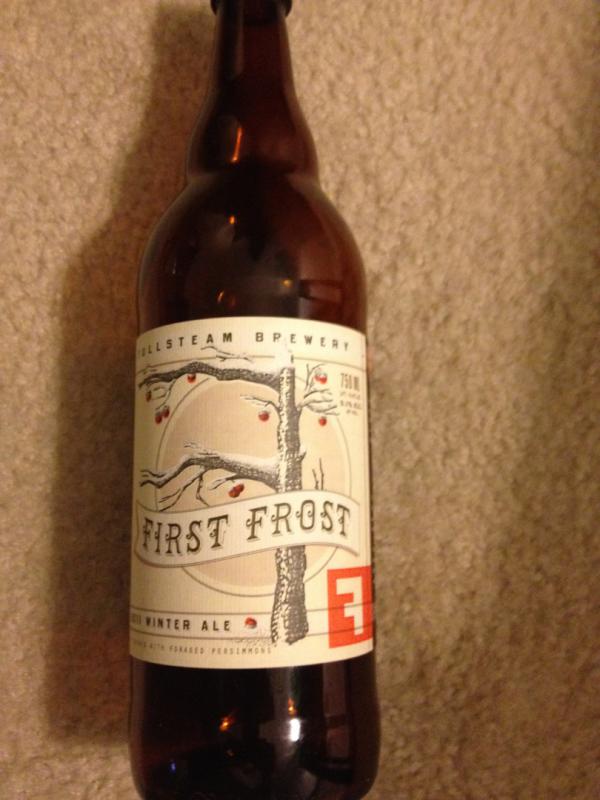 FULLSTEAM BREWERY
750 ML
FIRST FROST
WINTER ALE
WITH FORAGED PERSIMMONS
F